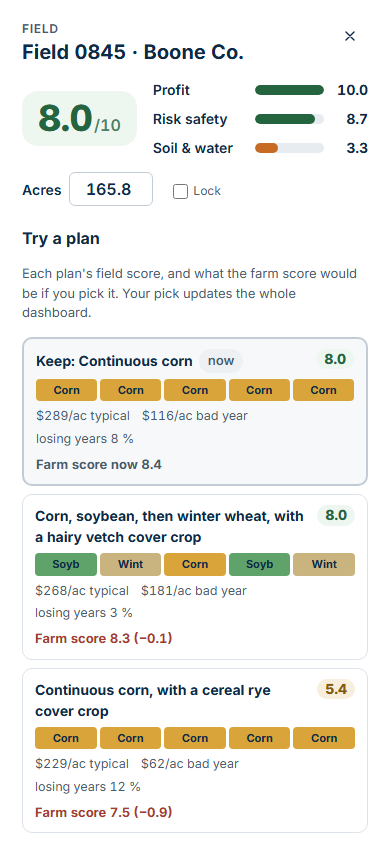 FIELD
Field 0845 · Boone Co.
8.0/10
Profit 10.0
Risk safety 8.7
Soil & water 3.3
Acres 165.8 Lock
Try a plan
Each plan's field score, and what the farm score would
be if you pick it. Your pick updates the whole
dashboard.
Keep: Continuous corn now 8.0
Corn Corn Corn Corn Corn
$289/ac typical $116/ac bad year
losing years 8 %
Farm score now 8.4
Corn, soybean, then winter wheat, with 8.0
a hairy vetch cover crop
Soyb Wint Corn Soyb Wint
$268/ac typical $181/ac bad year
losing years 3 %
Farm score 8.3 (−0.1)
Continuous corn, with a cereal rye 5.4
cover crop
Corn Corn Corn Corn Corn
$229/ac typical $62/ac bad year
losing years 12 %
Farm score 7.5 (−0.9)